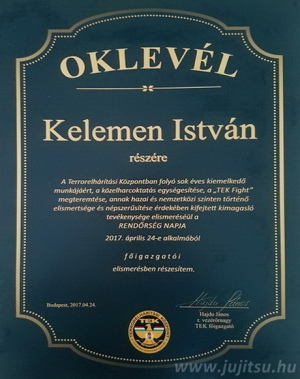 OKLEVÉL
Kelemen István
részére
A Terrorelhárítási Központban folyó sok éves kiemelkedő
munkájáért, a közelharcoktatás egységesítése, a „TEK Fight"
megteremtése, annak hazai és nemzetközi szinten történő
elismertsége és népszerűsítése érdekében kifejtett kimagasló
tevékenysége elismeréséül a
RENDŐRSÉG NAPJA
2017. április 24-e alkalmából
főigazgatói
elismerésben részesítem.
Budapest, 2017.04.24.
Hajdu János
r. vezérőrnagy
TEK Főigazgató
TEK
www.jujitsu.hu